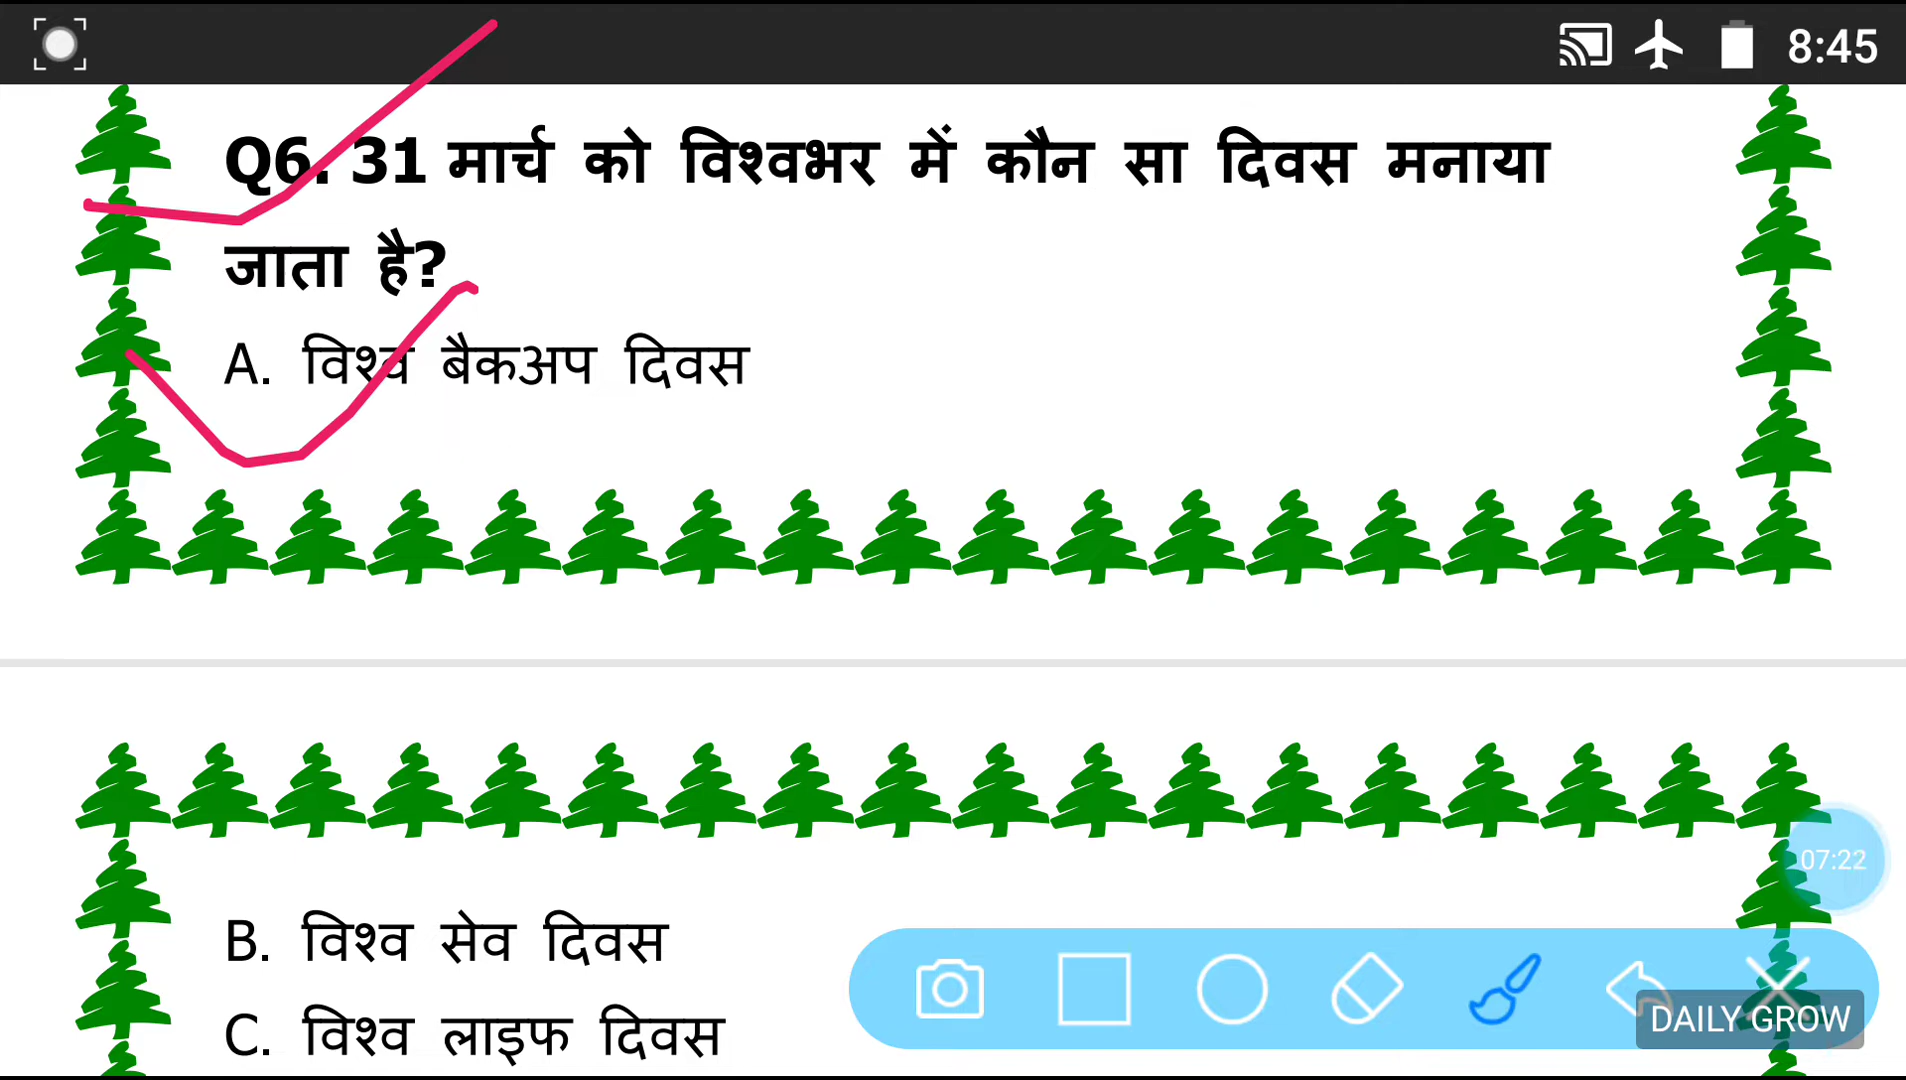 8:45
Q6. 31 मार्च को विश्वभर में कौन सा दिवस मनाया
जाता है?
A. विश्व बैकअप दिवस
07:22
B. विश्व सेव दिवस
C. विश्व लाइफ दिवस
DAILY GROW